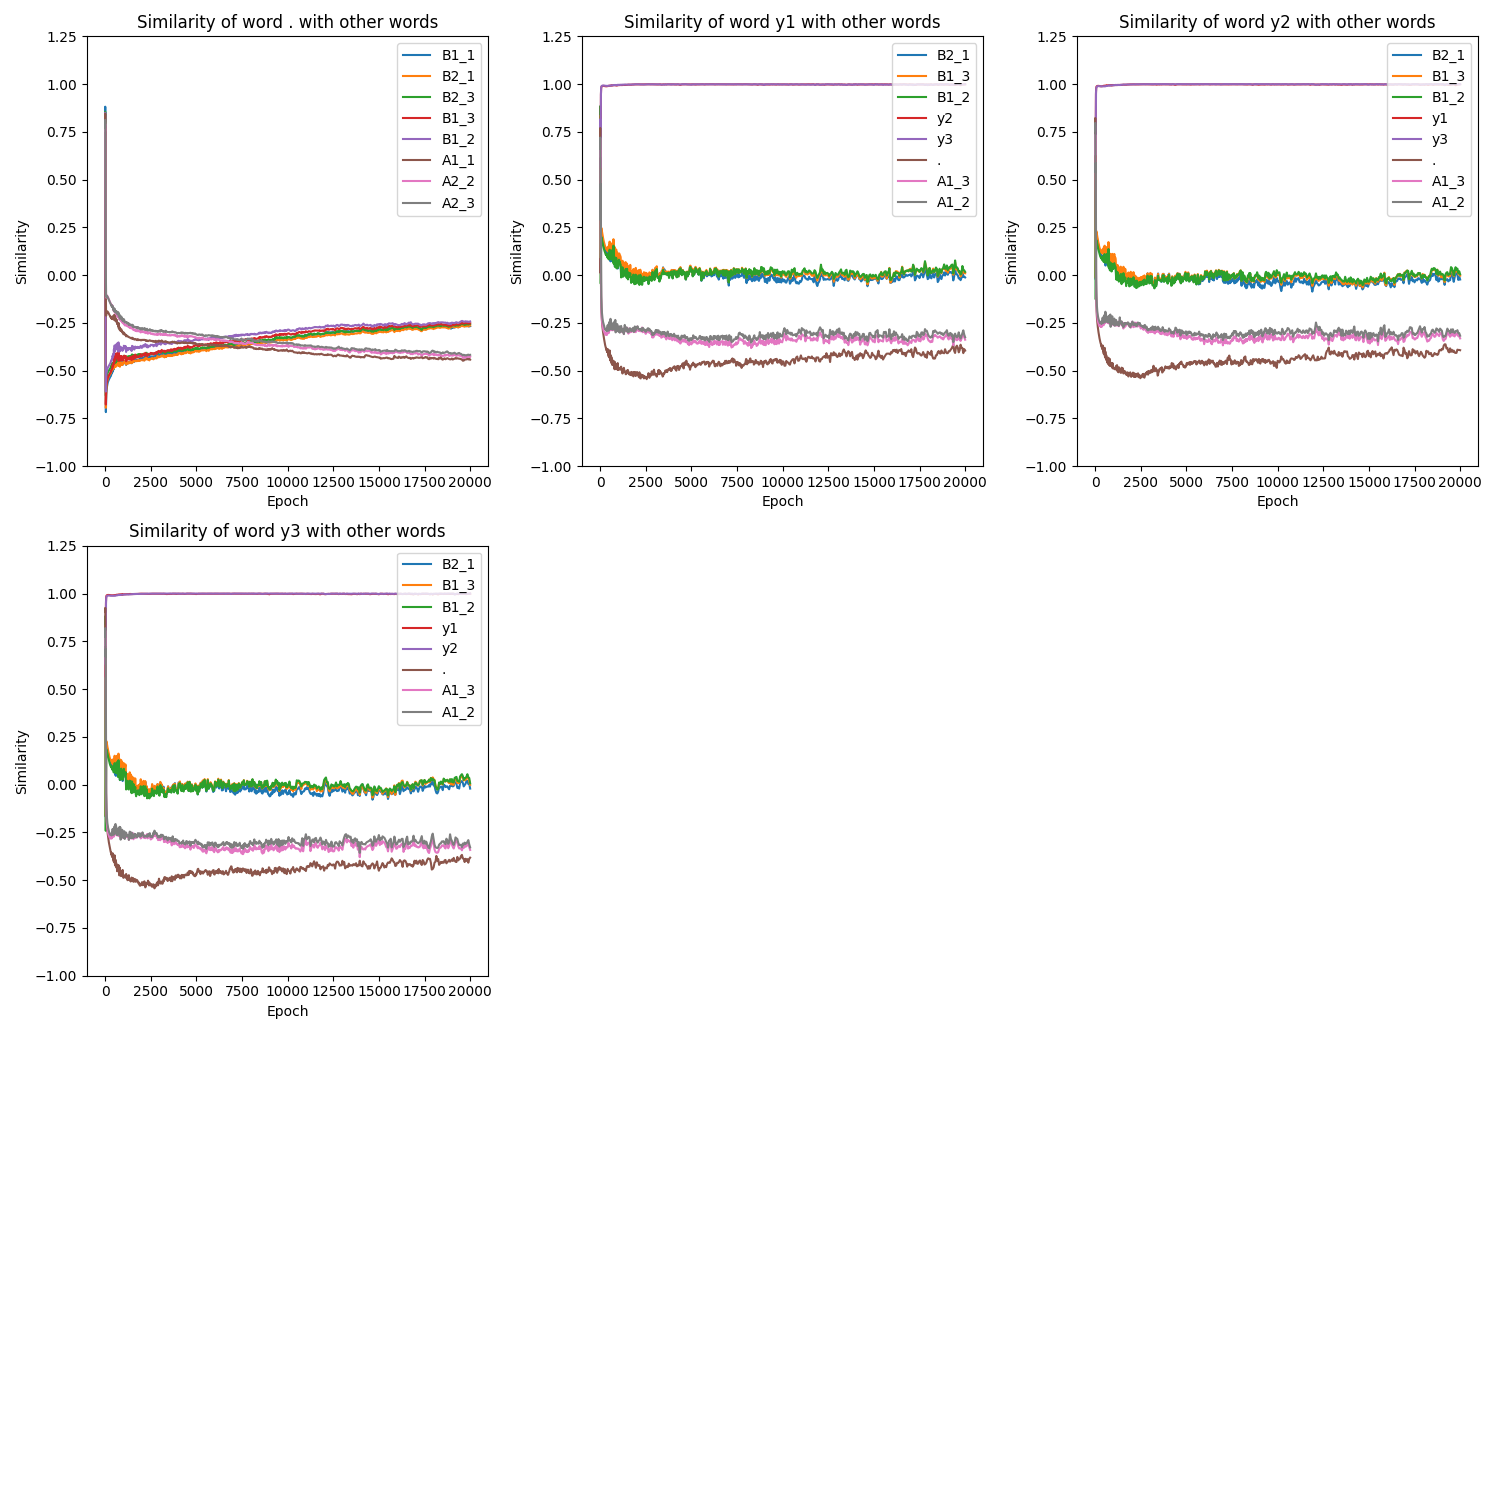 Similarity of word . with other words
1.25
1.00
0.75
0.50
0.25
0.00
−0.25
−0.50
−0.75
−1.00
Similarity
B1_1
B2_1
B2_3
B1_3
B1_2
A1_1
A2_2
A2_3
0 2500 5000 7500 10000 12500 15000 17500 20000
Epoch
Similarity of word y1 with other words
1.25
1.00
0.75
0.50
0.25
0.00
−0.25
−0.50
−0.75
−1.00
Similarity
B2_1
B1_3
B1_2
y2
y3
.
A1_3
A1_2
0 2500 5000 7500 10000 12500 15000 17500 20000
Epoch
Similarity of word y2 with other words
1.25
1.00
0.75
0.50
0.25
0.00
−0.25
−0.50
−0.75
−1.00
Similarity
B2_1
B1_3
B1_2
y1
y3
.
A1_3
A1_2
0 2500 5000 7500 10000 12500 15000 17500 20000
Epoch
Similarity of word y3 with other words
1.25
1.00
0.75
0.50
0.25
0.00
−0.25
−0.50
−0.75
−1.00
Similarity
B2_1
B1_3
B1_2
y1
y2
.
A1_3
A1_2
0 2500 5000 7500 10000 12500 15000 17500 20000
Epoch